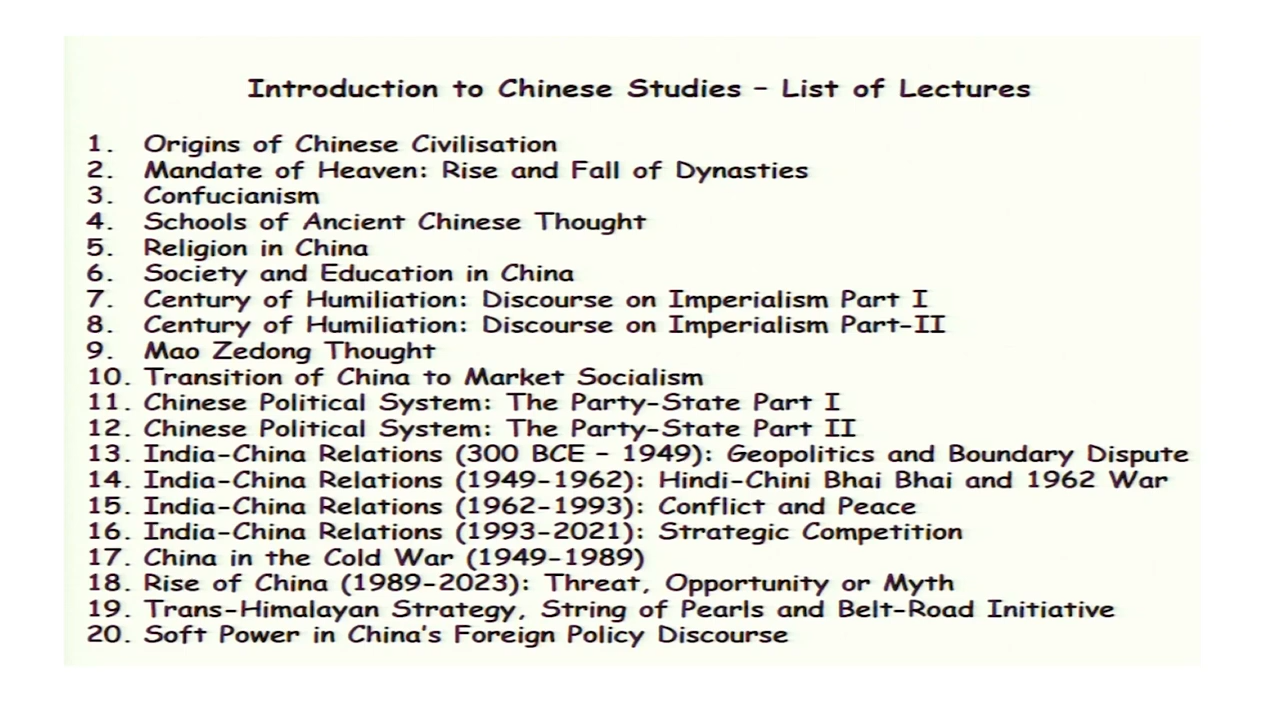 Introduction to Chinese Studies – List of Lectures
1. Origins of Chinese Civilisation
2. Mandate of Heaven: Rise and Fall of Dynasties
3. Confucianism
4. Schools of Ancient Chinese Thought
5. Religion in China
6. Society and Education in China
7. Century of Humiliation: Discourse on Imperialism Part I
8. Century of Humiliation: Discourse on Imperialism Part-II
9. Mao Zedong Thought
10. Transition of China to Market Socialism
11. Chinese Political System: The Party-State Part I
12. Chinese Political System: The Party-State Part II
13. India-China Relations (300 BCE – 1949): Geopolitics and Boundary Dispute
14. India-China Relations (1949-1962): Hindi-Chini Bhai Bhai and 1962 War
15. India-China Relations (1962-1993): Conflict and Peace
16. India-China Relations (1993-2021): Strategic Competition
17. China in the Cold War (1949-1989)
18. Rise of China (1989-2023): Threat, Opportunity or Myth
19. Trans-Himalayan Strategy, String of Pearls and Belt-Road Initiative
20. Soft Power in China's Foreign Policy Discourse